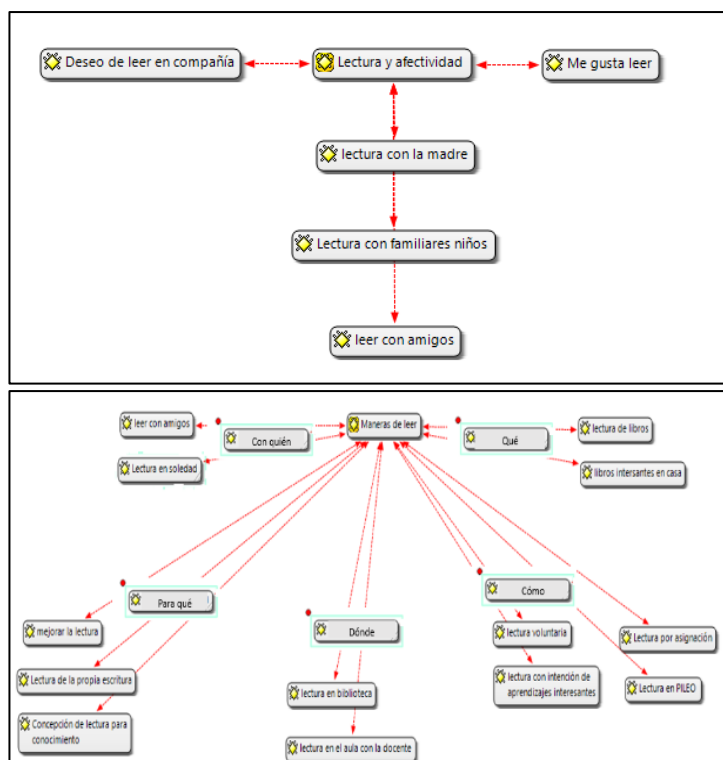 Deseo de leer en compañía
Lectura y afectividad
Me gusta leer
lectura con la madre
Lectura con familiares niños
leer con amigos
leer con amigos
Con quién
Maneras de leer
Qué
lectura de libros
Lectura en soledad
libros intersantes en casa
Para qué
Cómo
mejorar la lectura
Dónde
lectura voluntaria
Lectura por asignación
Lectura de la propia escritura
lectura en biblioteca
lectura con intención de
aprendizajes interesantes
Lectura en PILEO
Concepción de lectura para
conocimiento
lectura en el aula con la docente